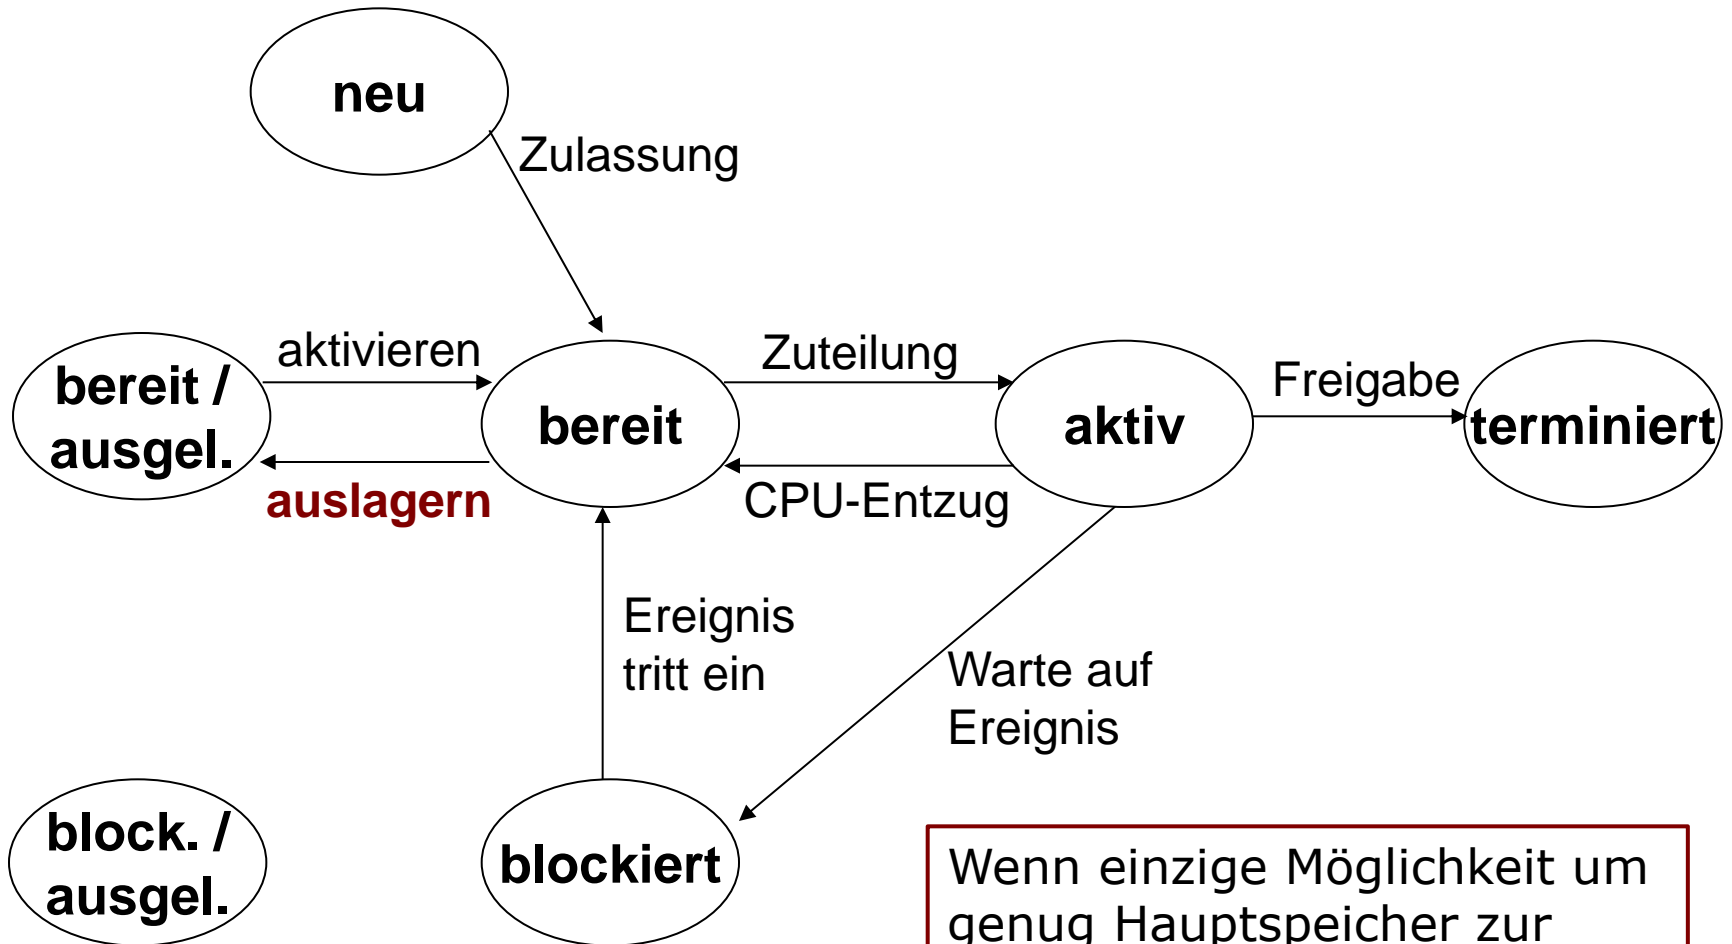 neu
Zulassung
aktivieren
Zuteilung
Freigabe
bereit /
ausgel.
bereit
aktiv
terminiert
auslagern
CPU-Entzug
Ereignis
tritt ein
Warte auf
Ereignis
block. /
ausgel.
blockiert
Wenn einzige Möglichkeit um
genug Hauptspeicher zur